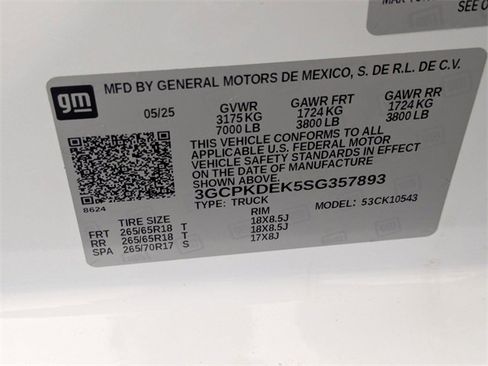 SEE O
gm
MFD BY GENERAL MOTORS DE MEXICO, S. DE R.L. DE C.V.
05/25 GVWR GAWR FRT GAWR RR
3175 KG 1724 KG 1724 KG
7000 LB 3800 LB 3800 LB
THIS VEHICLE CONFORMS TO ALL
APPLICABLE U.S. FEDERAL MOTOR
VEHICLE SAFETY STANDARDS IN EFFECT
ON THE DATE OF MANUFACTURE
3GCPKDEK5SG357893
TYPE: TRUCK MODEL: 53CK10543
8624
TIRE SIZE RIM
FRT 265/65R18 T 18X8.5J
RR 265/65R18 T 18X8.5J
SPA 265/70R17 S 17X8J